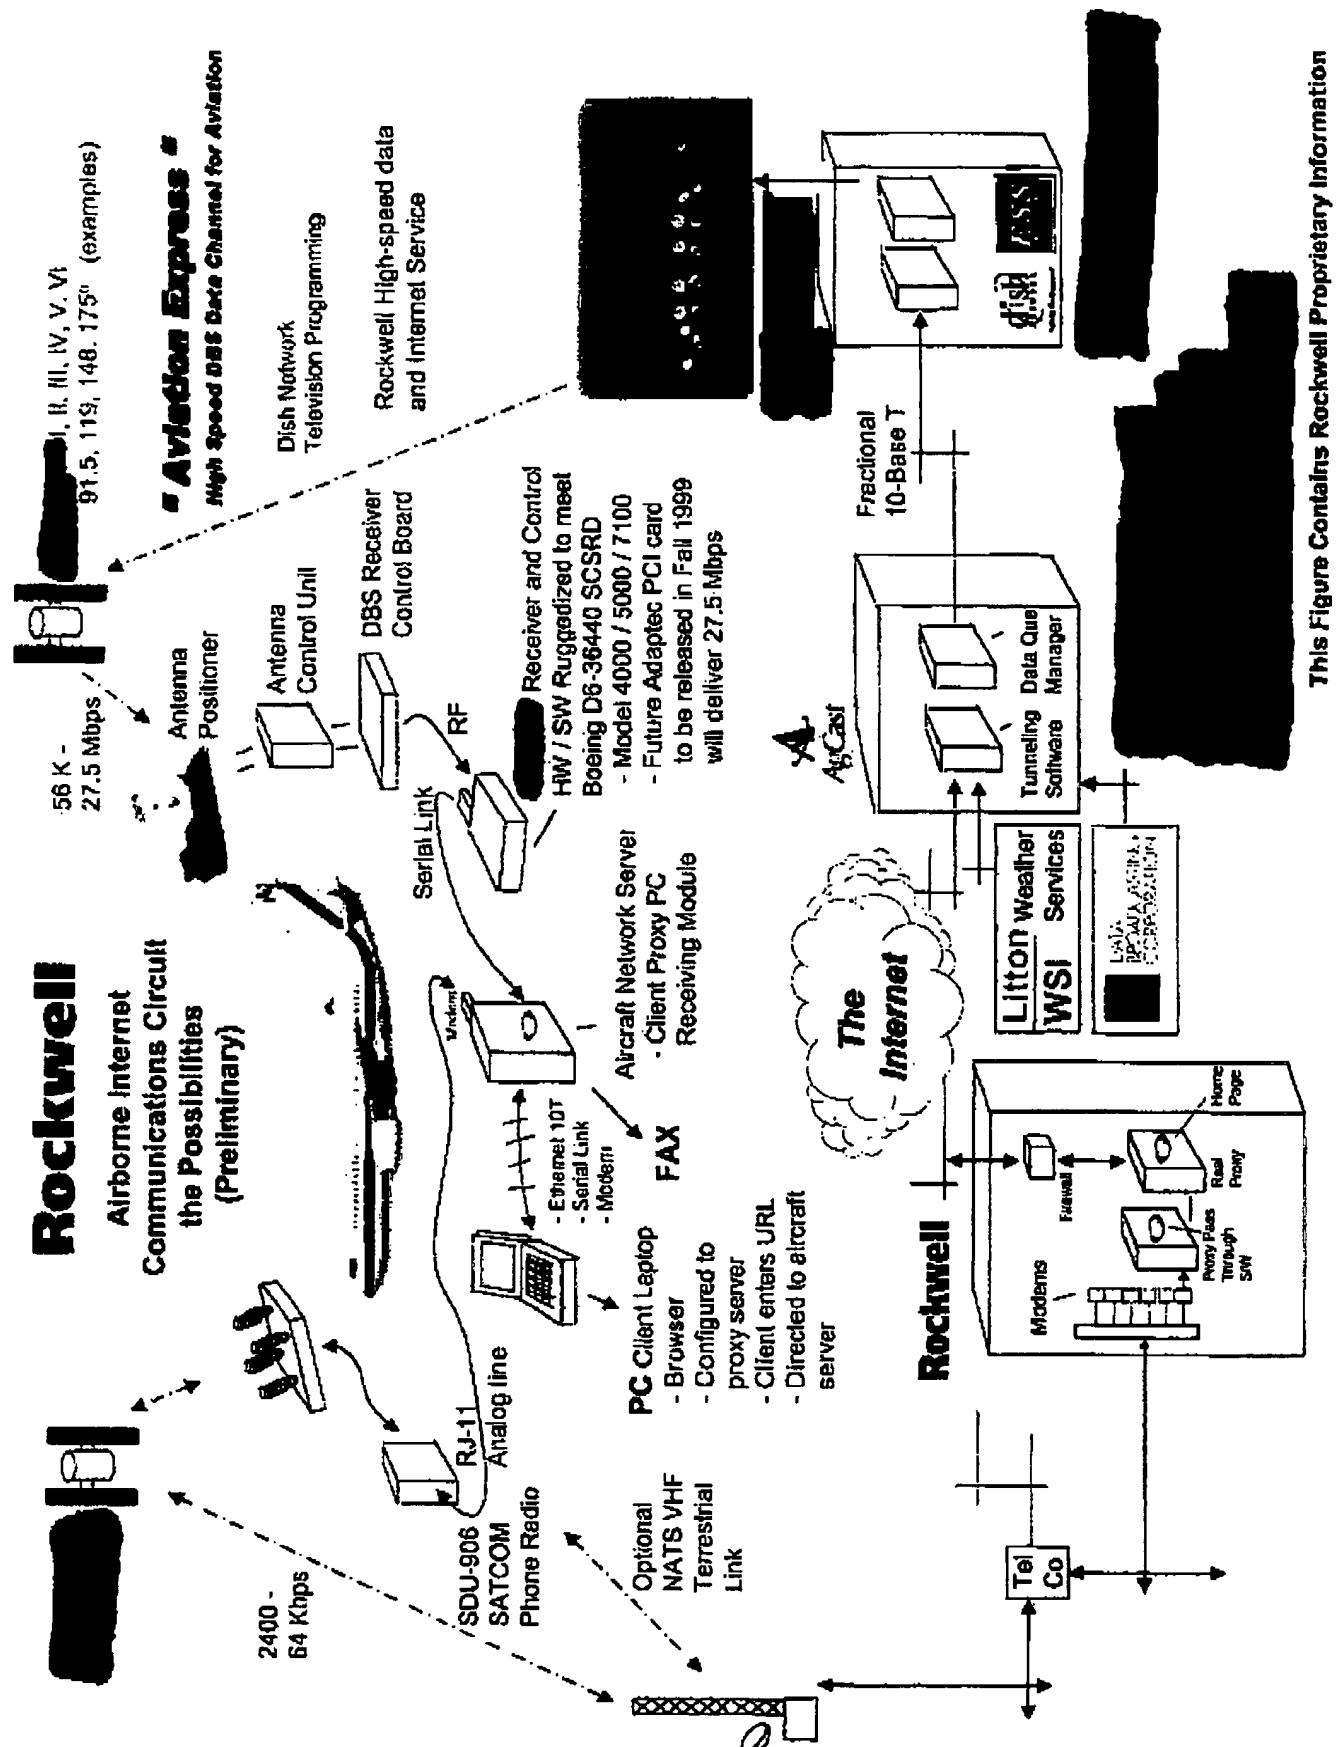 Rockwell
Airborne Internet
Communications Circuit
the Possibilities
(Preliminary)
2400 -
64 Kbps
56 K -
27.5 Mbps
I, II, III, IV, V, VI
91.5, 119, 148, 175° (examples)
" Aviation Express "
High Speed DBS Data Channel for Aviation
Antenna
Positioner
Antenna
Control Unit
DBS Receiver
Control Board
Dish Network
Television Programming
Rockwell High-speed data
and Internet Service
RF
Serial Link
SDU-906
SATCOM
Phone Radio
RJ-11
Analog line
Modem
- Ethernet 10T
- Serial Link
- Modem
Receiver and Control
HW / SW Ruggedized to meet
Boeing D6-36440 SCSRD
- Model 4000 / 5000 / 7100
- Future Adaptec PCI card
to be released in Fall 1999
will deliver 27.5 Mbps
Aircraft Network Server
- Client Proxy PC
Receiving Module
FAX
PC Client Laptop
- Browser
- Configured to
proxy server
- Client enters URL
- Directed to aircraft
server
Optional
NATS VHF
Terrestrial
Link
Tel
Co
Rockwell
Modems
Firewall
Proxy Pass
Through
S/W
Real
Proxy
Home
Page
The
Internet
Litton Weather
WSI Services
DATA
BROADCASTING
CORPORATION
AgCast
Tunneling
Software
Data Que
Manager
Fractional
10-Base T
dish
This Figure Contains Rockwell Proprietary Information